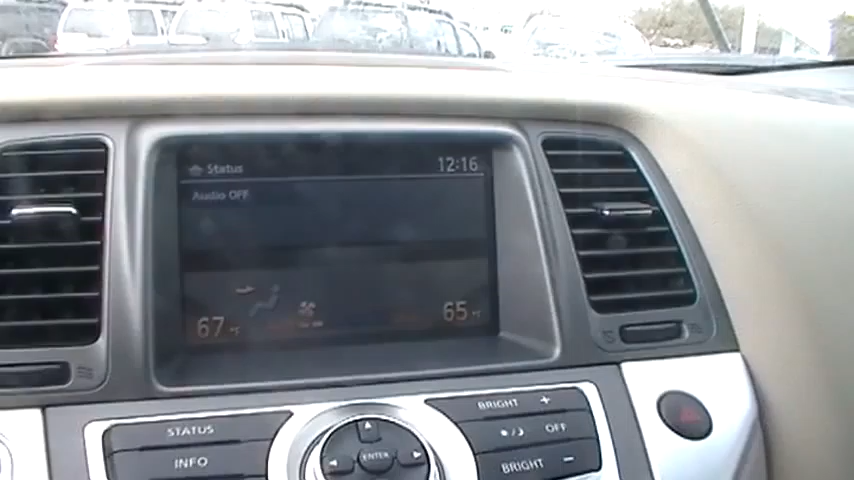 Status 12:16
Audio OFF
67°F 65°F
STATUS
INFO
ENTER
BRIGHT +
OFF
BRIGHT -